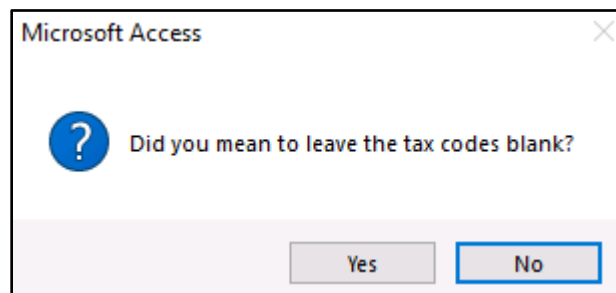 Microsoft Access
Did you mean to leave the tax codes blank?
Yes
No